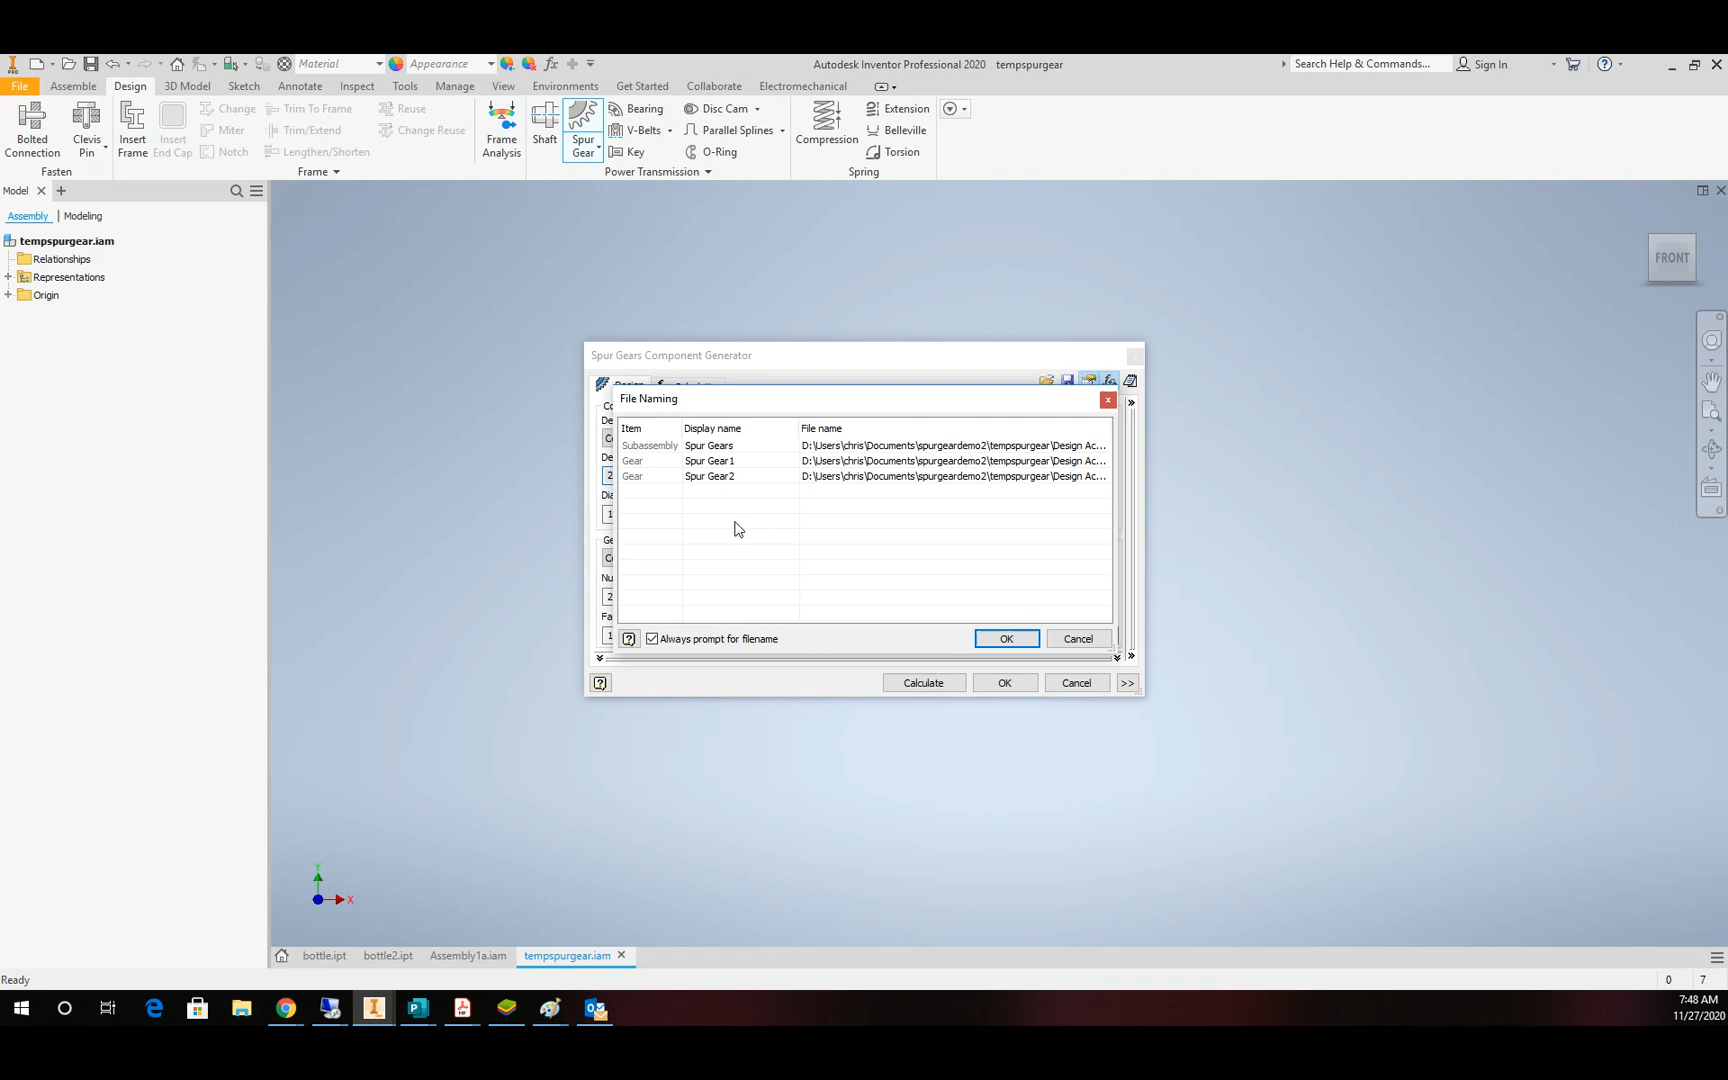 PRO
Material
Appearance
Autodesk Inventor Professional 2020 tempspurgear
Search Help & Commands...
Sign In
File Assemble Design 3D Model Sketch Annotate Inspect Tools Manage View Environments Get Started Collaborate Electromechanical
Bolted Connection
Clevis Pin
Insert Frame
Insert End Cap
Change
Miter
Notch
Trim To Frame
Trim/Extend
Lengthen/Shorten
Reuse
Change Reuse
Frame Analysis
Shaft
Spur Gear
Bearing
V-Belts
Key
Disc Cam
Parallel Splines
O-Ring
Compression
Extension
Belleville
Torsion
Fasten
Frame
Power Transmission
Spring
Model
Assembly | Modeling
tempspurgear.iam
Relationships
Representations
Origin
FRONT
Spur Gears Component Generator
File Naming
Item Display name File name
Subassembly Spur Gears D:\Users\chris\Documents\spurgeardemo2\tempspurgear\Design Ac...
Gear Spur Gear1 D:\Users\chris\Documents\spurgeardemo2\tempspurgear\Design Ac...
Gear Spur Gear2 D:\Users\chris\Documents\spurgeardemo2\tempspurgear\Design Ac...
Always prompt for filename
OK Cancel
Calculate OK Cancel >>
Y
X
bottle.ipt bottle2.ipt Assembly1a.iam tempspurgear.iam
Ready
0 7
7:48 AM
11/27/2020